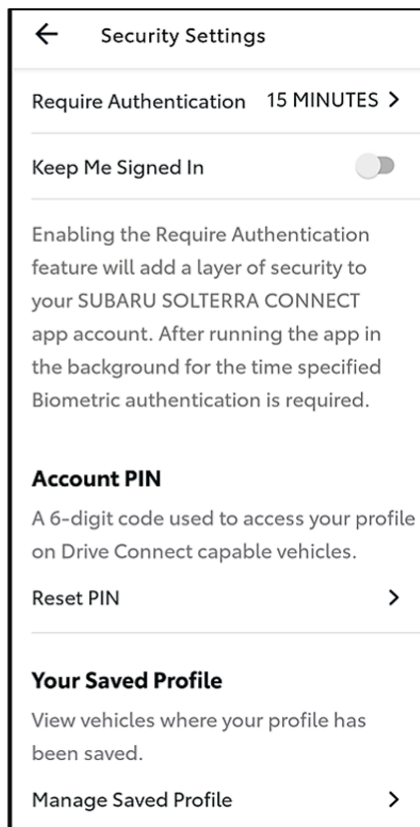 Security Settings
Require Authentication 15 MINUTES
Keep Me Signed In
Enabling the Require Authentication
feature will add a layer of security to
your SUBARU SOLTERRA CONNECT
app account. After running the app in
the background for the time specified
Biometric authentication is required.
Account PIN
A 6-digit code used to access your profile
on Drive Connect capable vehicles.
Reset PIN
Your Saved Profile
View vehicles where your profile has
been saved.
Manage Saved Profile